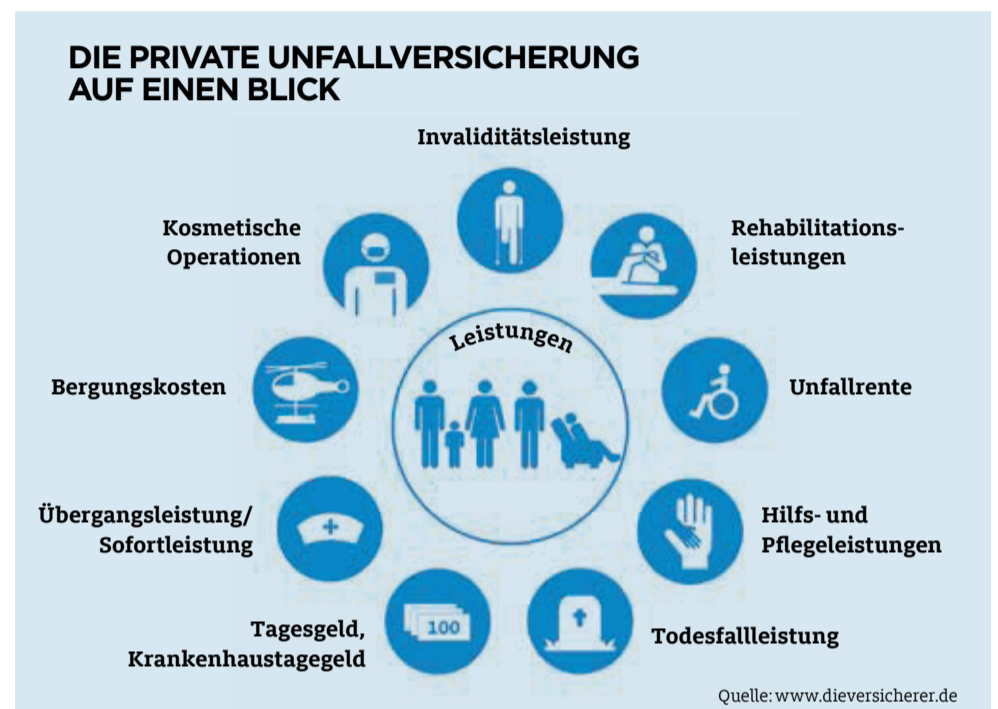 DIE PRIVATE UNFALLVERSICHERUNG
AUF EINEN BLICK
Invaliditätsleistung
Rehabilitations-
leistungen
Unfallrente
Hilfs- und
Pflegeleistungen
Todesfallleistung
Tagesgeld,
Krankenhaustagegeld
100
Übergangsleistung/
Sofortleistung
Bergungskosten
Kosmetische
Operationen
Leistungen
Quelle: www.dieversicherer.de